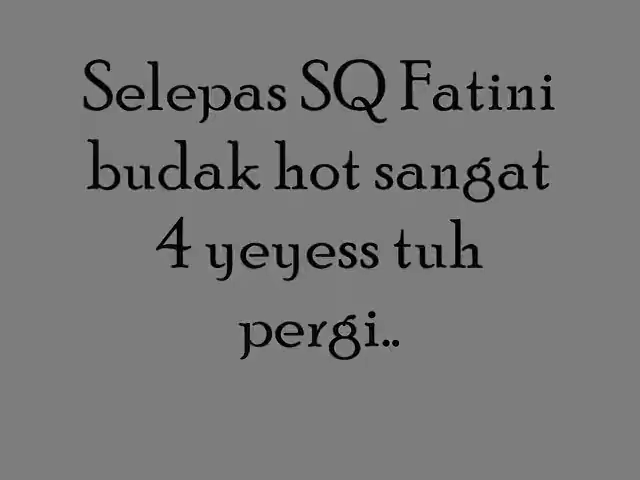 Selepas SQ Fatini
budak hot sangat
4 yeyess tuh
pergi..